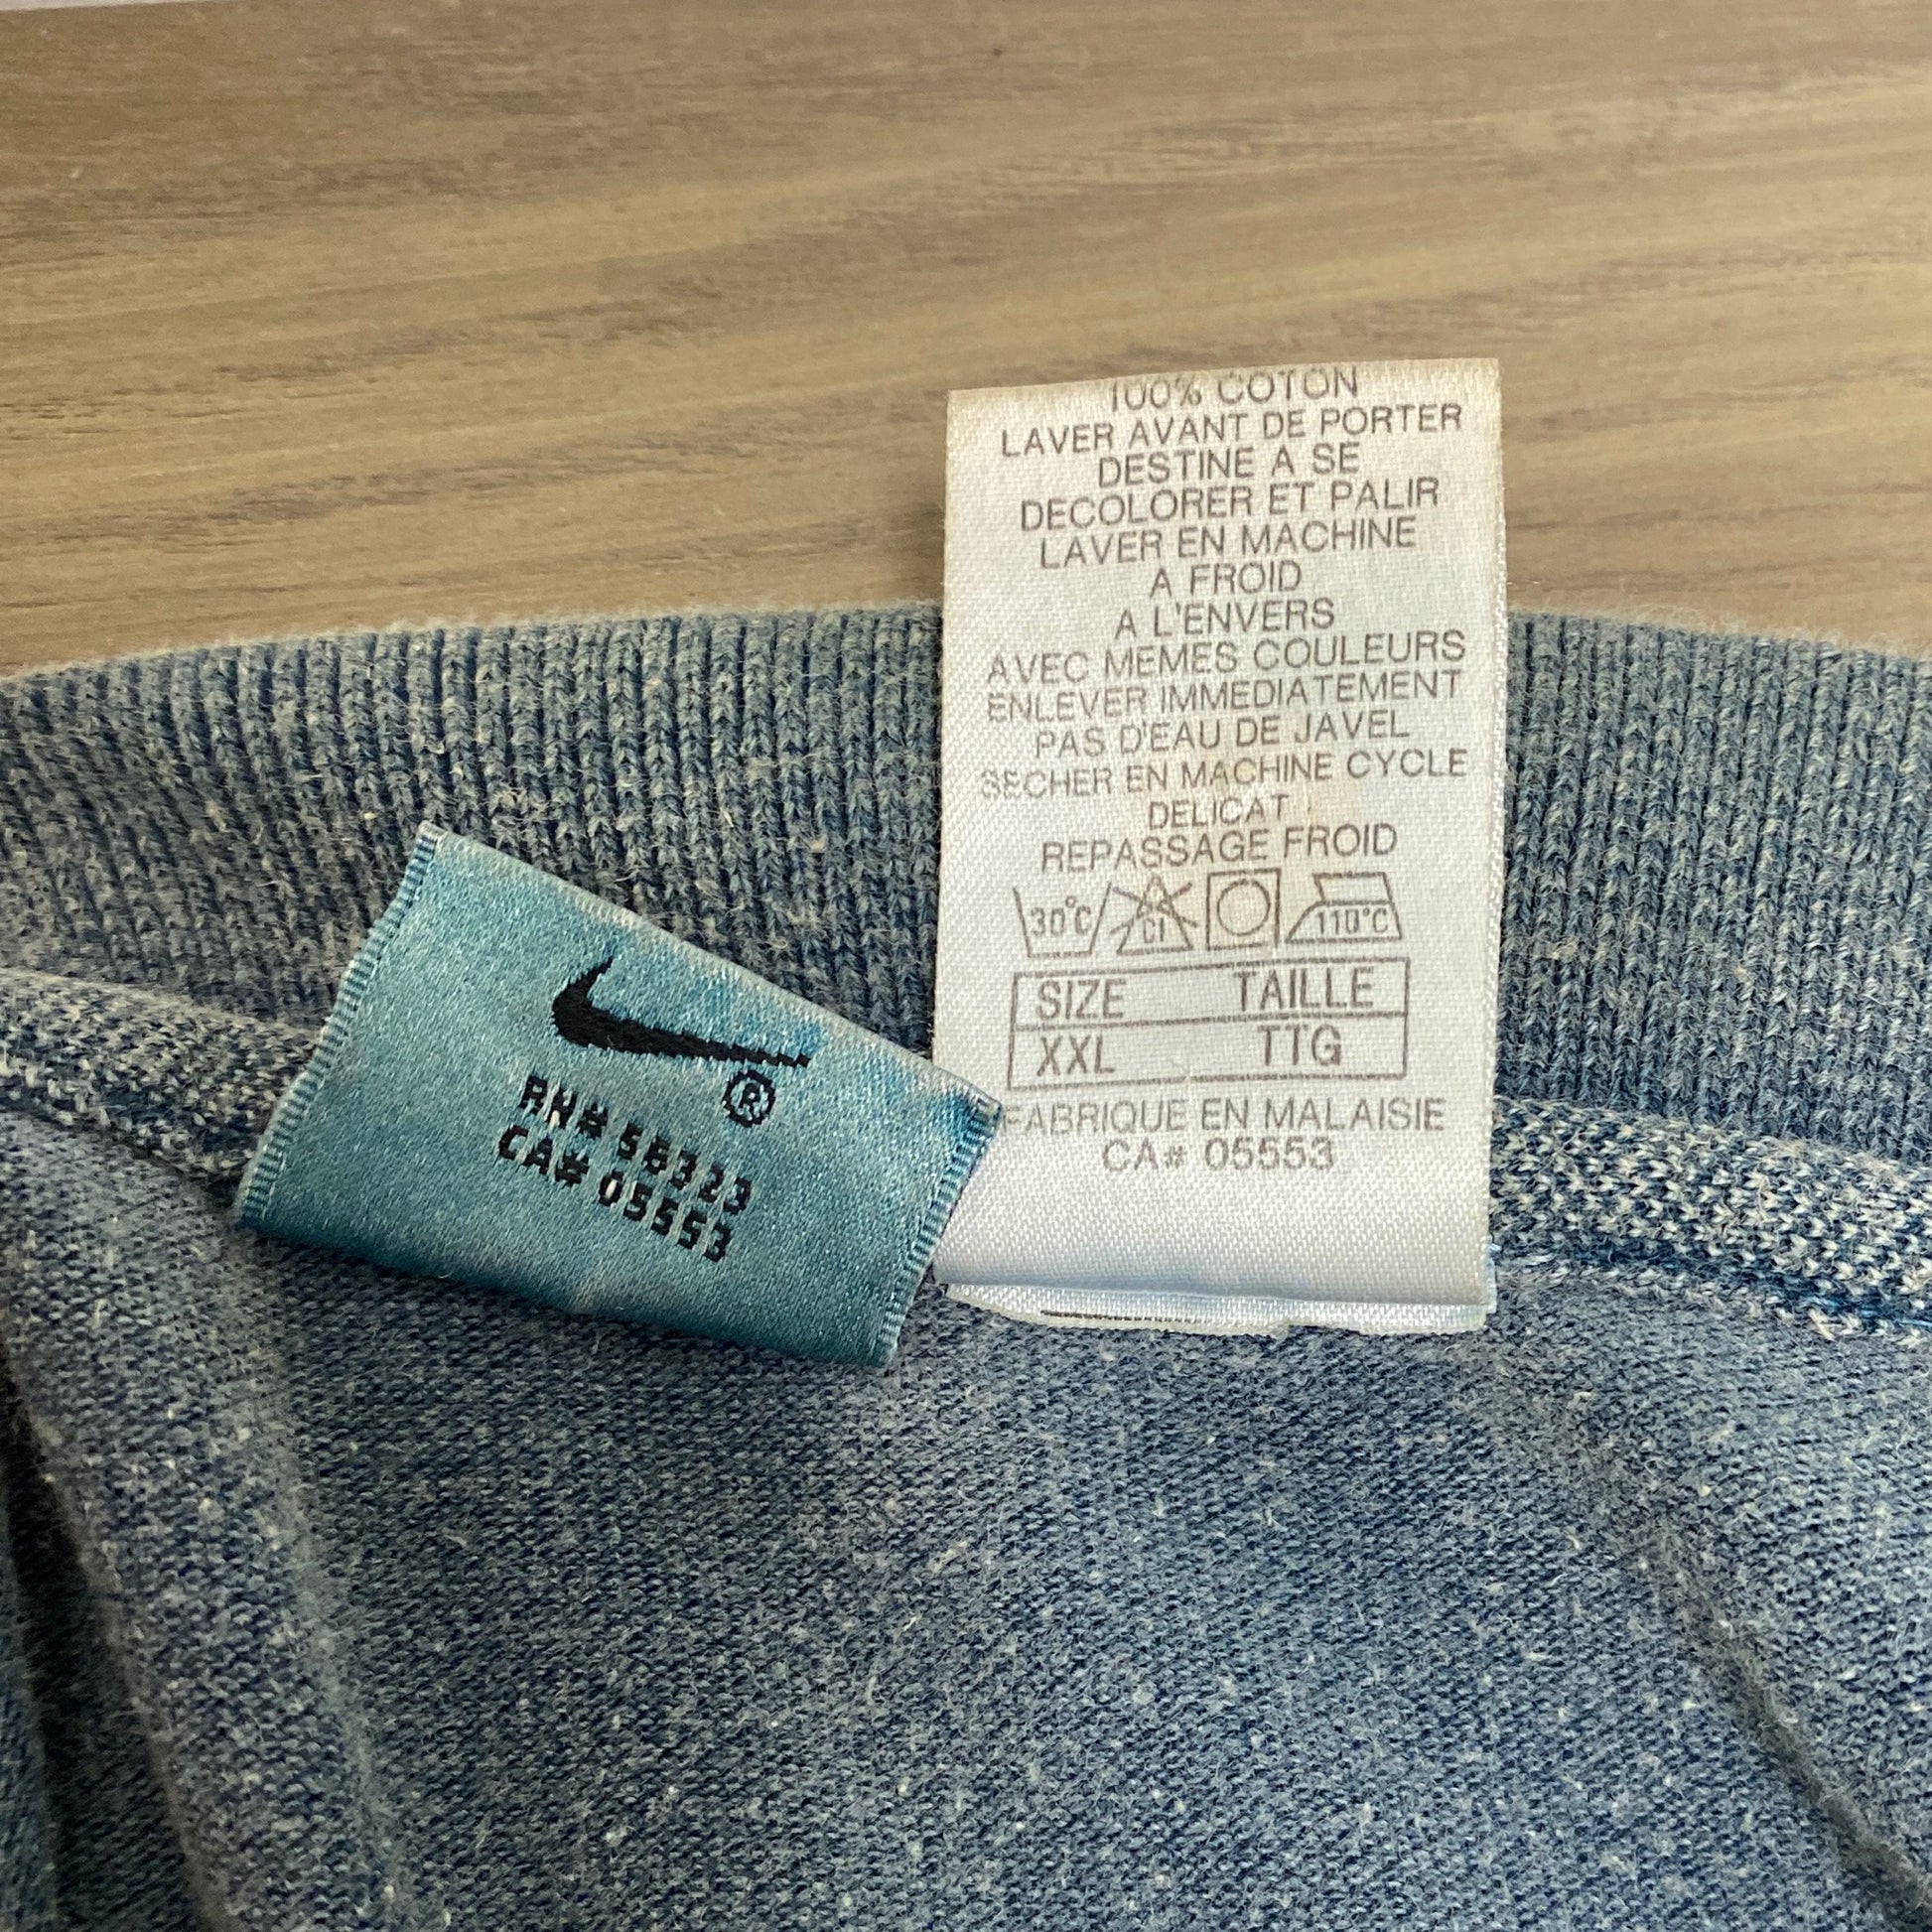 100% COTON
LAVER AVANT DE PORTER
DESTINE A SE
DECOLORER ET PALIR
LAVER EN MACHINE
A FROID
A L'ENVERS
AVEC MEMES COULEURS
ENLEVER IMMEDIATEMENT
PAS D'EAU DE JAVEL
SECHER EN MACHINE CYCLE
DELICAT
REPASSAGE FROID
30°C Cl 110°C
SIZE TAILLE
XXL TTG
FABRIQUE EN MALAISIE
CA# 05553
®
RN# 56323
CA# 05553